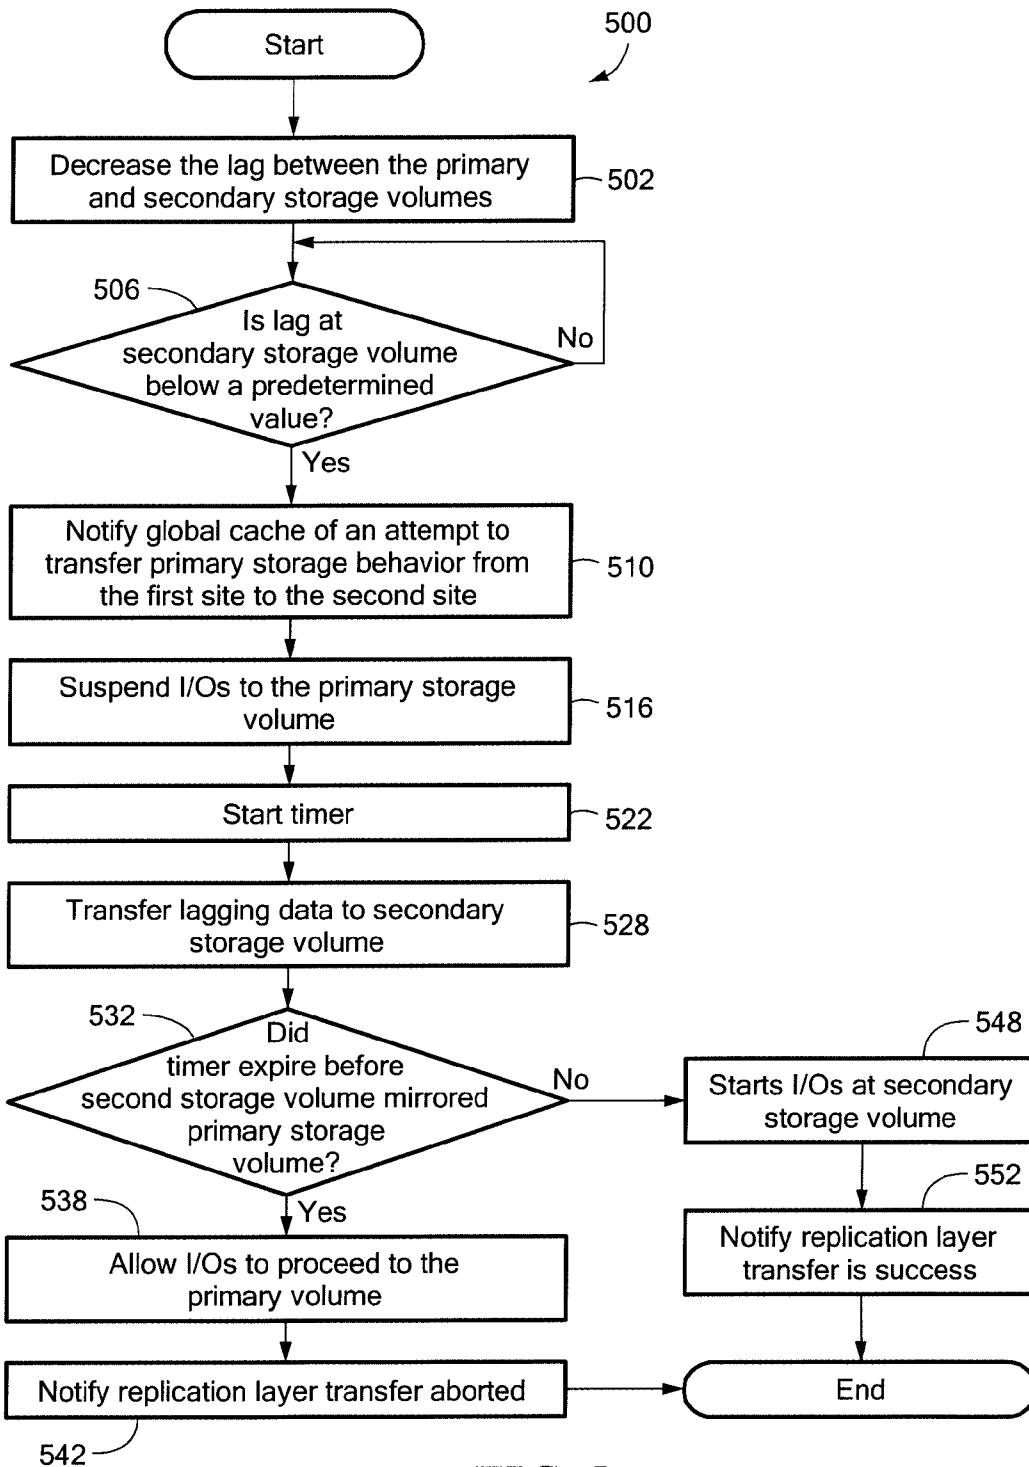 Start
500
Decrease the lag between the primary
and secondary storage volumes
502
506
Is lag at
secondary storage volume
below a predetermined
value?
No
Yes
Notify global cache of an attempt to
transfer primary storage behavior from
the first site to the second site
510
Suspend I/Os to the primary storage
volume
516
Start timer
522
Transfer lagging data to secondary
storage volume
528
532
Did
timer expire before
second storage volume mirrored
primary storage
volume?
No
Yes
548
Starts I/Os at secondary
storage volume
552
Notify replication layer
transfer is success
538
Allow I/Os to proceed to the
primary volume
Notify replication layer transfer aborted
542
End